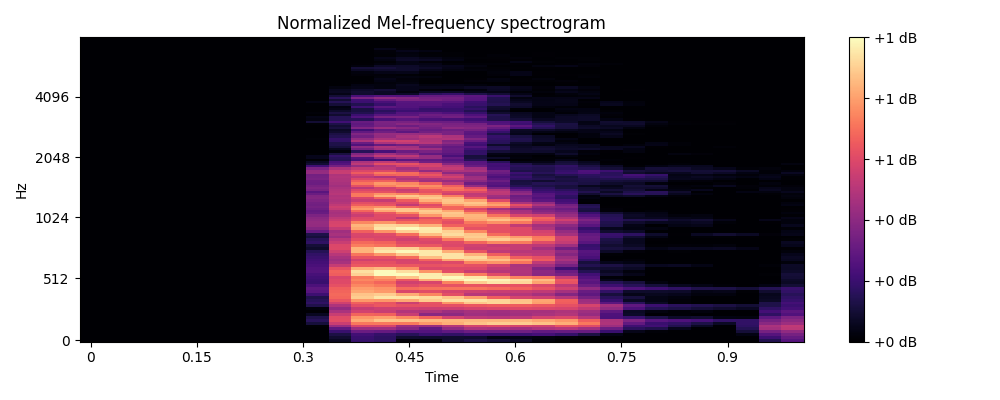 Normalized Mel-frequency spectrogram
Hz
4096
2048
1024
512
0
0 0.15 0.3 0.45 0.6 0.75 0.9
Time
+1 dB
+1 dB
+1 dB
+0 dB
+0 dB
+0 dB